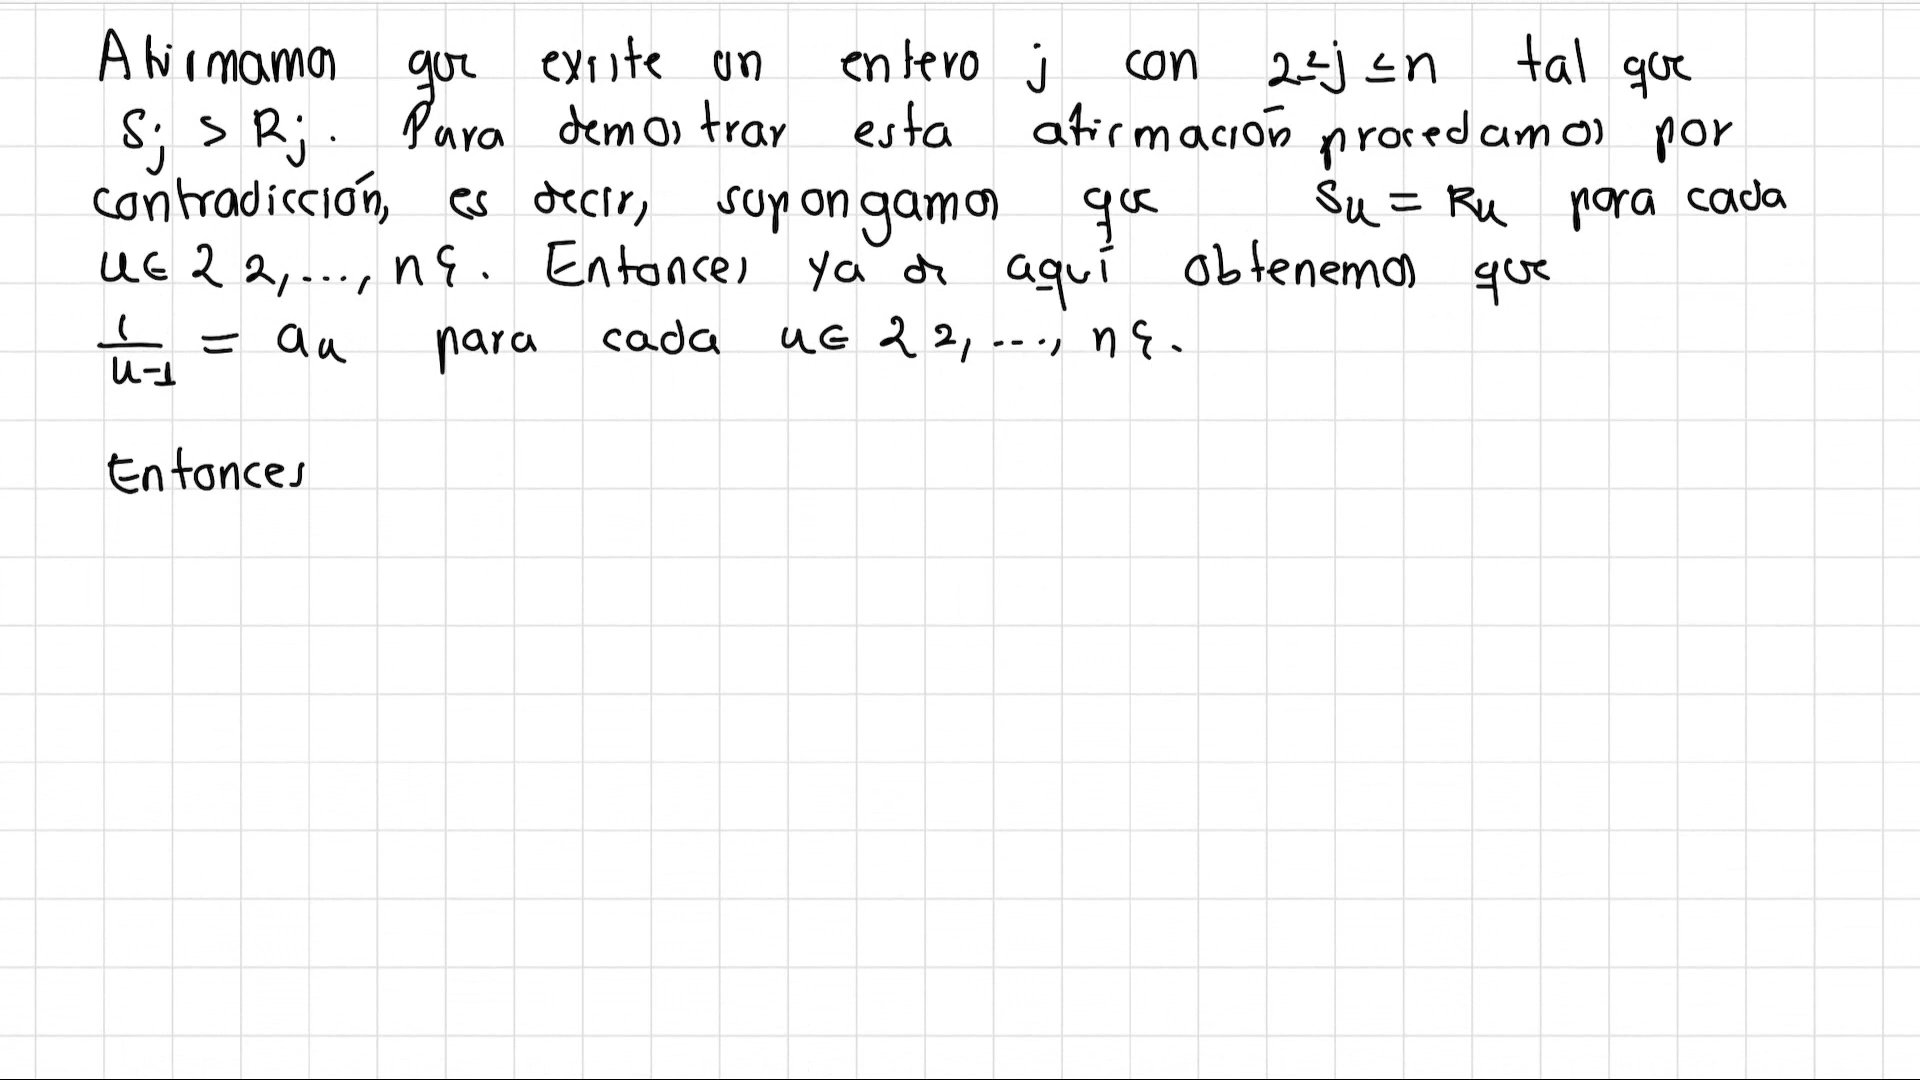 Afirmamos que existe un entero j con 2≤j≤n tal que
Sj > Rj. Para demostrar esta afirmación procedamos por
contradicción, es decir, supongamos que Su = Ru para cada
u∈{2,...,n}. Entonces ya de aquí obtenemos que
1/(u-1) = au para cada u∈{2,...,n}.
Entonces